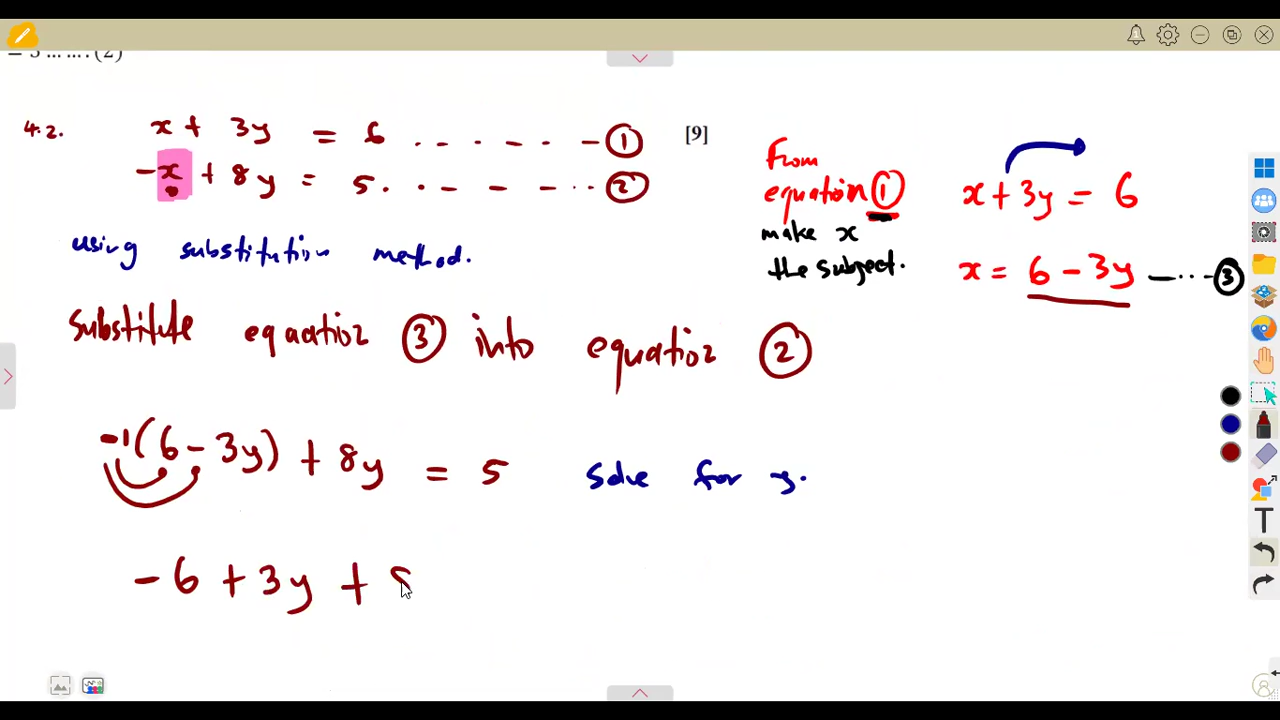 = 5 ... ... . (2)
4.2. x + 3y = 6 . . - . - - . - ①
[9]
-x + 8y = 5. . - - - .. ②
using substitution method.
From
equation ①
make x
the subject.
x + 3y = 6
x = 6 - 3y - ... ③
substitute equation ③ into equation ②
-1(6 - 3y) + 8y = 5 solve for y.
-6 + 3y +